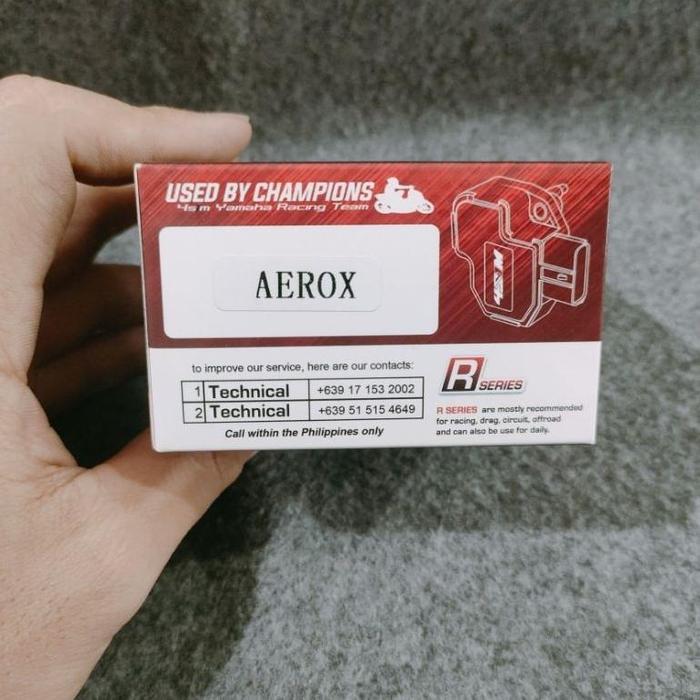 USED BY CHAMPIONS
4s1m Yamaha Racing Team
AEROX
4S1M
to improve our service, here are our contacts:
1 Technical +639 17 153 2002
2 Technical +639 51 515 4649
Call within the Philippines only
R SERIES
R SERIES are mostly recommended
for racing, drag, circuit, offroad
and can also be use for daily.